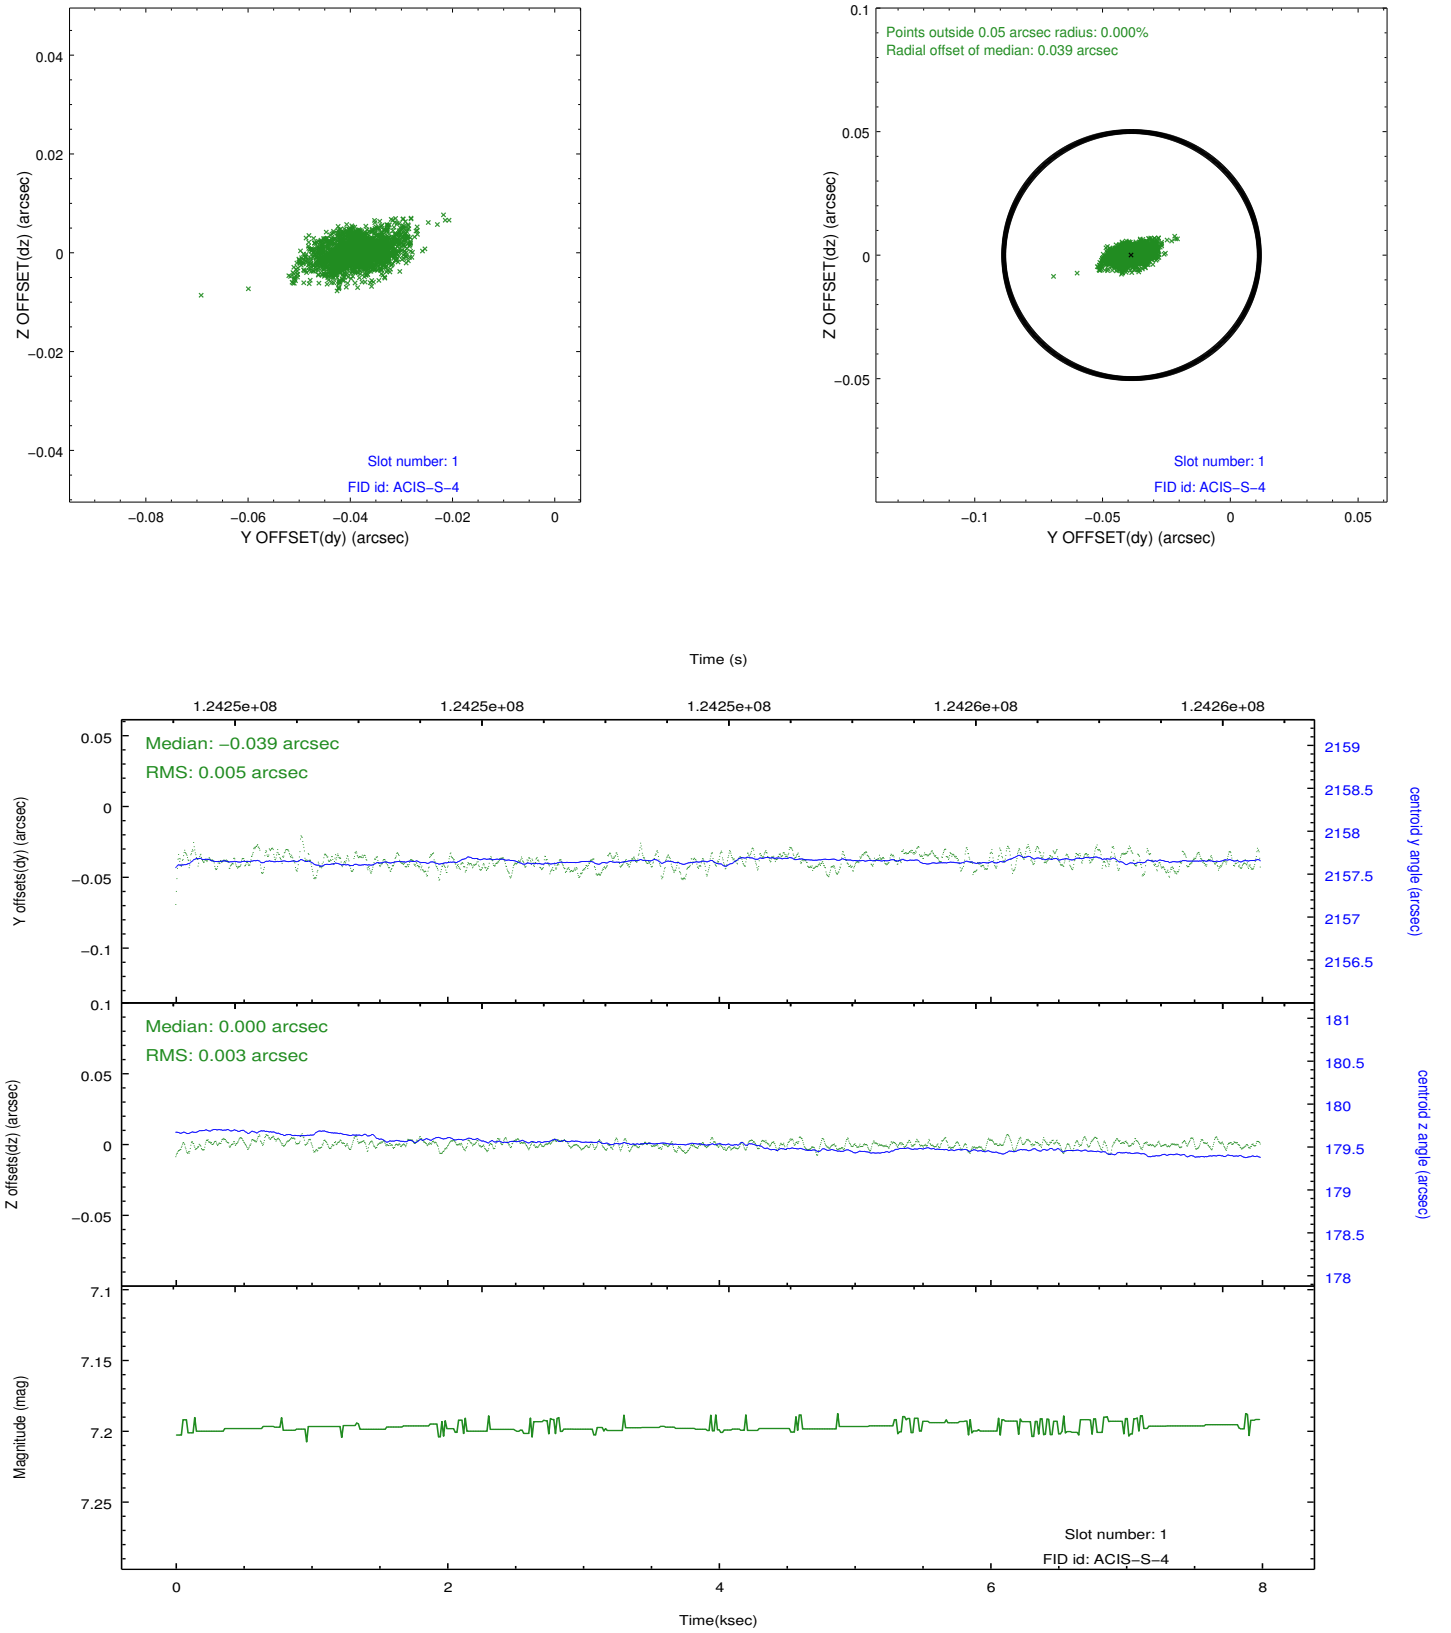 0.04
0.02
0
−0.02
−0.04
Z OFFSET(dz) (arcsec)
Slot number: 1
FID id: ACIS−S−4
−0.08 −0.06 −0.04 −0.02 0
Y OFFSET(dy) (arcsec)
0.1
0.05
0
−0.05
Z OFFSET(dz) (arcsec)
Points outside 0.05 arcsec radius: 0.000%
Radial offset of median: 0.039 arcsec
Slot number: 1
FID id: ACIS−S−4
−0.1 −0.05 0 0.05
Y OFFSET(dy) (arcsec)
Time (s)
1.2425e+08 1.2425e+08 1.2425e+08 1.2426e+08 1.2426e+08
0.05
0
−0.05
−0.1
Y offsets(dy) (arcsec)
Median: −0.039 arcsec
RMS: 0.005 arcsec
2159
2158.5
2158
2157.5
2157
2156.5
centroid y angle (arcsec)
0.1
0.05
0
−0.05
Z offsets(dz) (arcsec)
Median: 0.000 arcsec
RMS: 0.003 arcsec
181
180.5
180
179.5
179
178.5
178
centroid z angle (arcsec)
7.1
7.15
7.2
7.25
Magnitude (mag)
Slot number: 1
FID id: ACIS−S−4
0 2 4 6 8
Time(ksec)